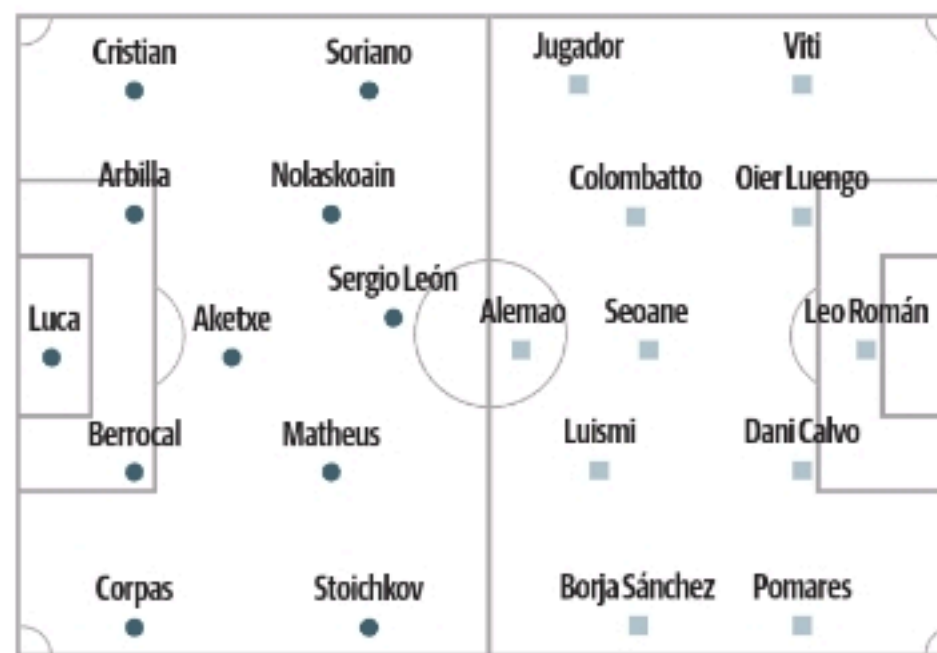 Cristian
Soriano
Jugador
Viti
Arbilla
Nolaskoain
Colombatto
Oier Luengo
Sergio León
Luca
Aketxe
Alemao
Seoane
Leo Román
Berrocal
Matheus
Luismi
Dani Calvo
Corpas
Stoichkov
Borja Sánchez
Pomares